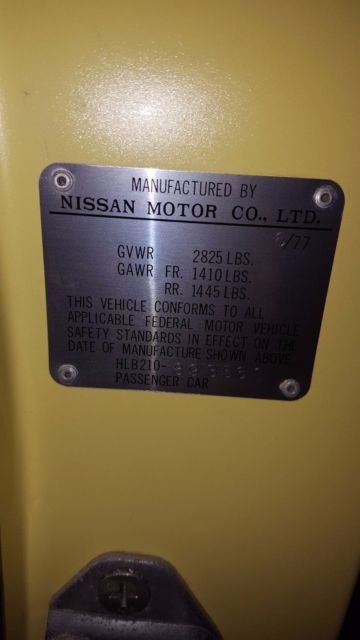 MANUFACTURED BY
NISSAN MOTOR CO., LTD.
/77
GVWR 2825 LBS.
GAWR FR. 1410 LBS.
RR. 1445 LBS.
THIS VEHICLE CONFORMS TO ALL
APPLICABLE FEDERAL MOTOR VEHICLE
SAFETY STANDARDS IN EFFECT ON THE
DATE OF MANUFACTURE SHOWN ABOVE
HLB210-
PASSENGER CAR